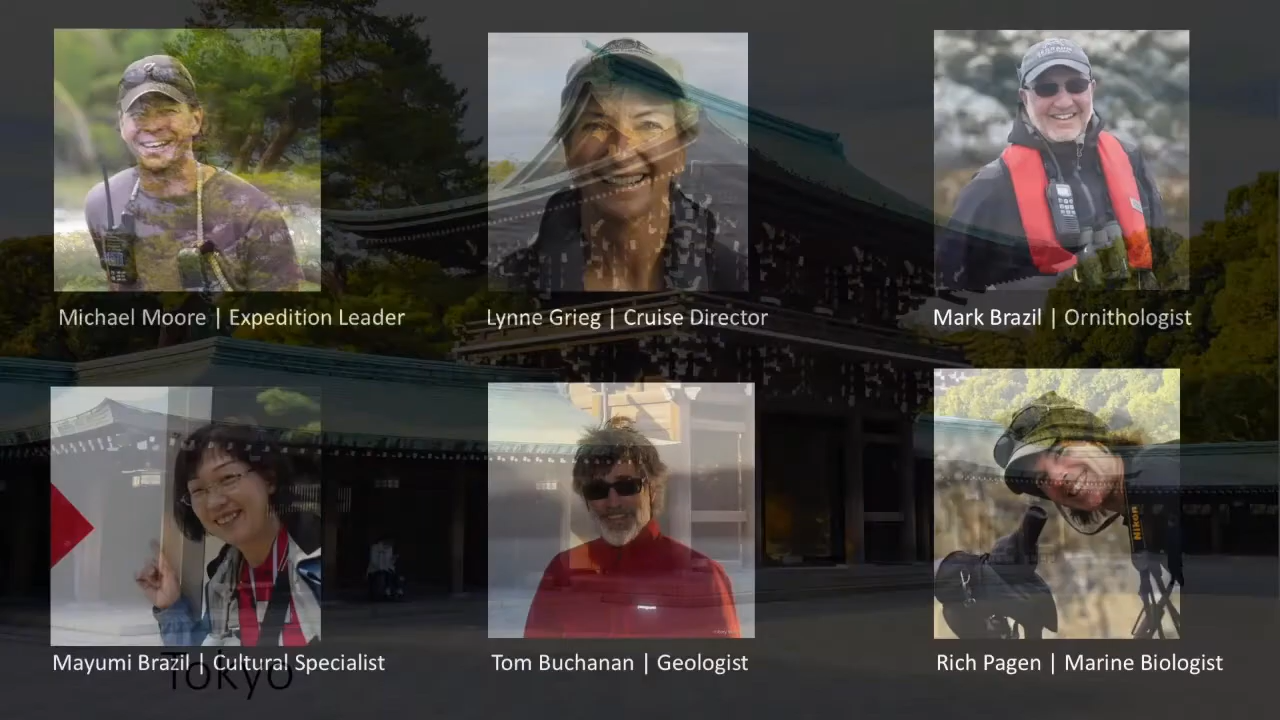 Michael Moore | Expedition Leader
Lynne Grieg | Cruise Director
Mark Brazil | Ornithologist
Nikon
Mayumi Brazil | Cultural Specialist
Tom Buchanan | Geologist
Rich Pagen | Marine Biologist
Tokyo